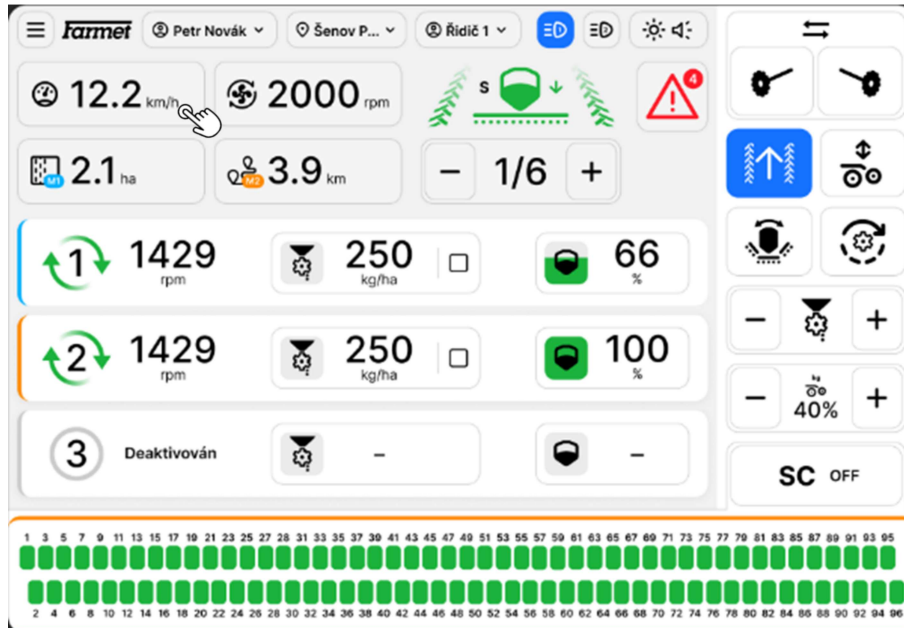 Farmet Petr Novák Šenov P... Řidič 1
12.2 km/h 2000 rpm S 4
M1 2.1 ha M2 3.9 km − 1/6 +
1 1429 rpm 250 kg/ha 66 %
2 1429 rpm 250 kg/ha 100 %
3 Deaktivován – –
− +
− kg 40% +
SC OFF
1 3 5 7 9 11 13 15 17 19 21 23 25 27 28 31 33 35 37 39 41 43 45 47 49 51 53 55 57 59 61 63 65 67 69 71 73 75 77 79 81 83 85 87 89 91 93 95
2 4 6 8 10 12 14 16 18 20 22 24 26 28 30 32 34 36 38 40 42 44 46 48 50 52 54 56 58 60 62 64 66 68 70 72 74 76 78 80 82 84 86 88 90 92 94 96